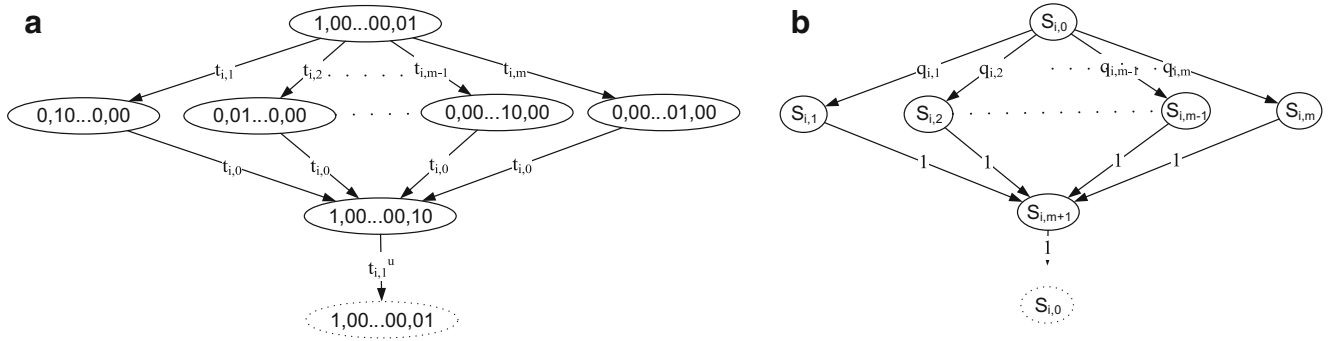 a
1,00...00,01
t_{i,1}
t_{i,2}
t_{i,m-1}
t_{i,m}
0,10...0,00
0,01...0,00
0,00...10,00
0,00...01,00
t_{i,0}
t_{i,0}
t_{i,0}
t_{i,0}
1,00...00,10
t_{i,1}^u
1,00...00,01
b
S_{i,0}
q_{i,1}
q_{i,2}
q_{i,m-1}
q_{i,m}
S_{i,1}
S_{i,2}
S_{i,m-1}
S_{i,m}
1
1
1
1
S_{i,m+1}
1
S_{i,0}